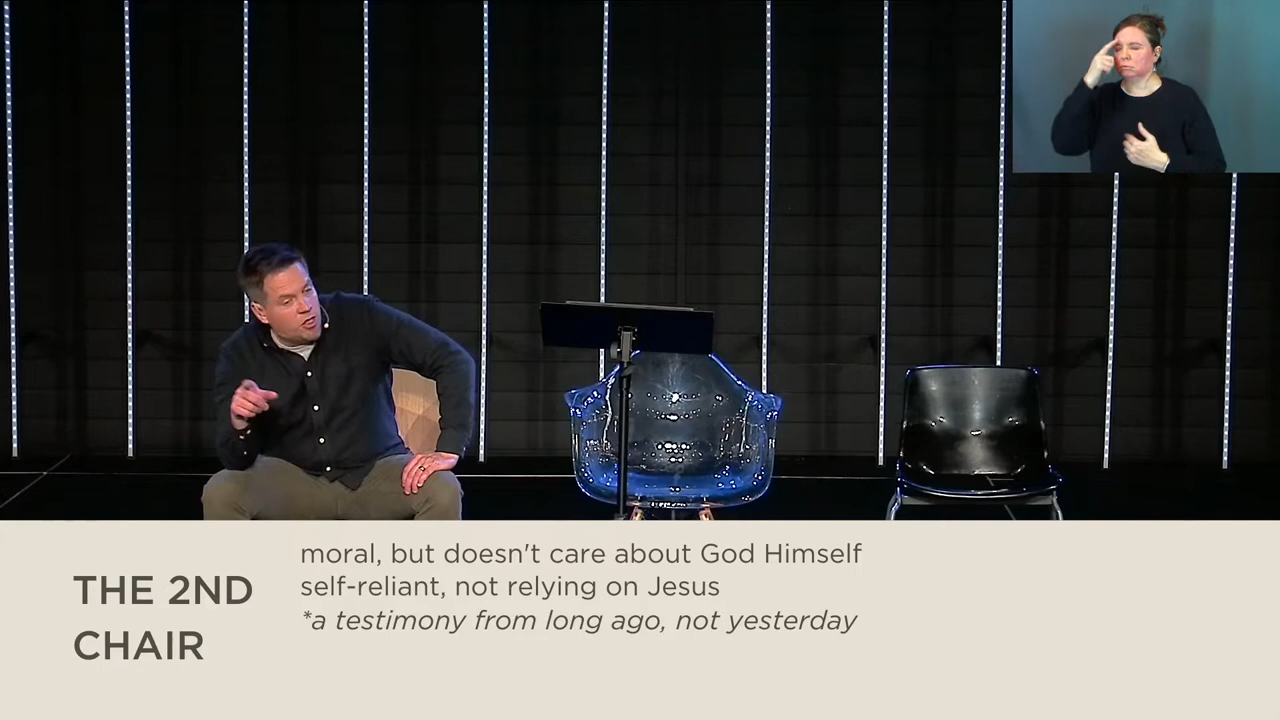 THE 2ND
CHAIR
moral, but doesn't care about God Himself
self-reliant, not relying on Jesus
*a testimony from long ago, not yesterday